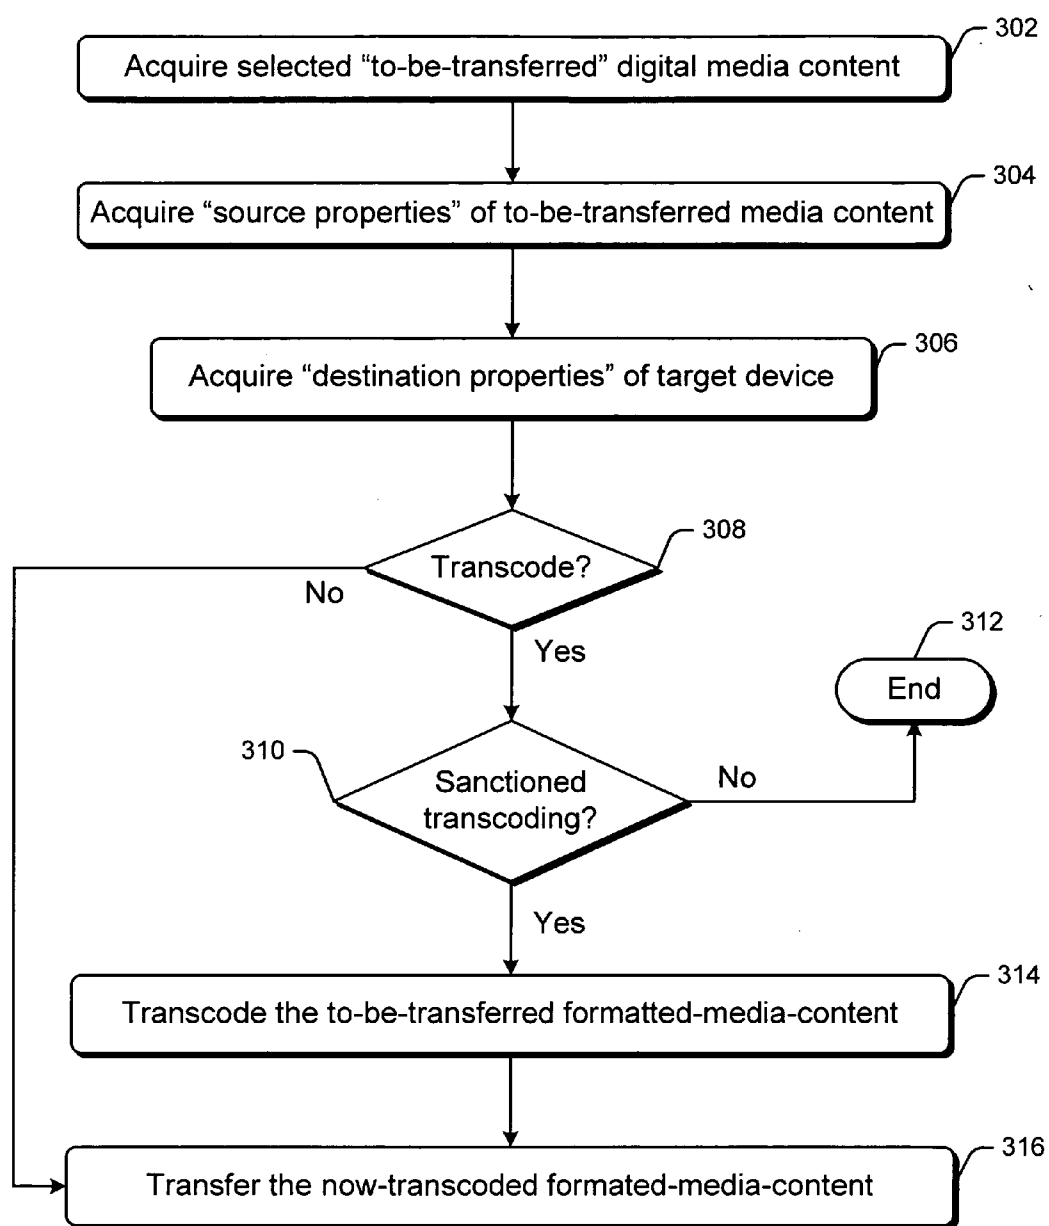 302
Acquire selected “to-be-transferred” digital media content
304
Acquire “source properties” of to-be-transferred media content
306
Acquire “destination properties” of target device
308
Transcode?
No
Yes
312
End
310
Sanctioned
transcoding?
No
Yes
314
Transcode the to-be-transferred formatted-media-content
316
Transfer the now-transcoded formated-media-content